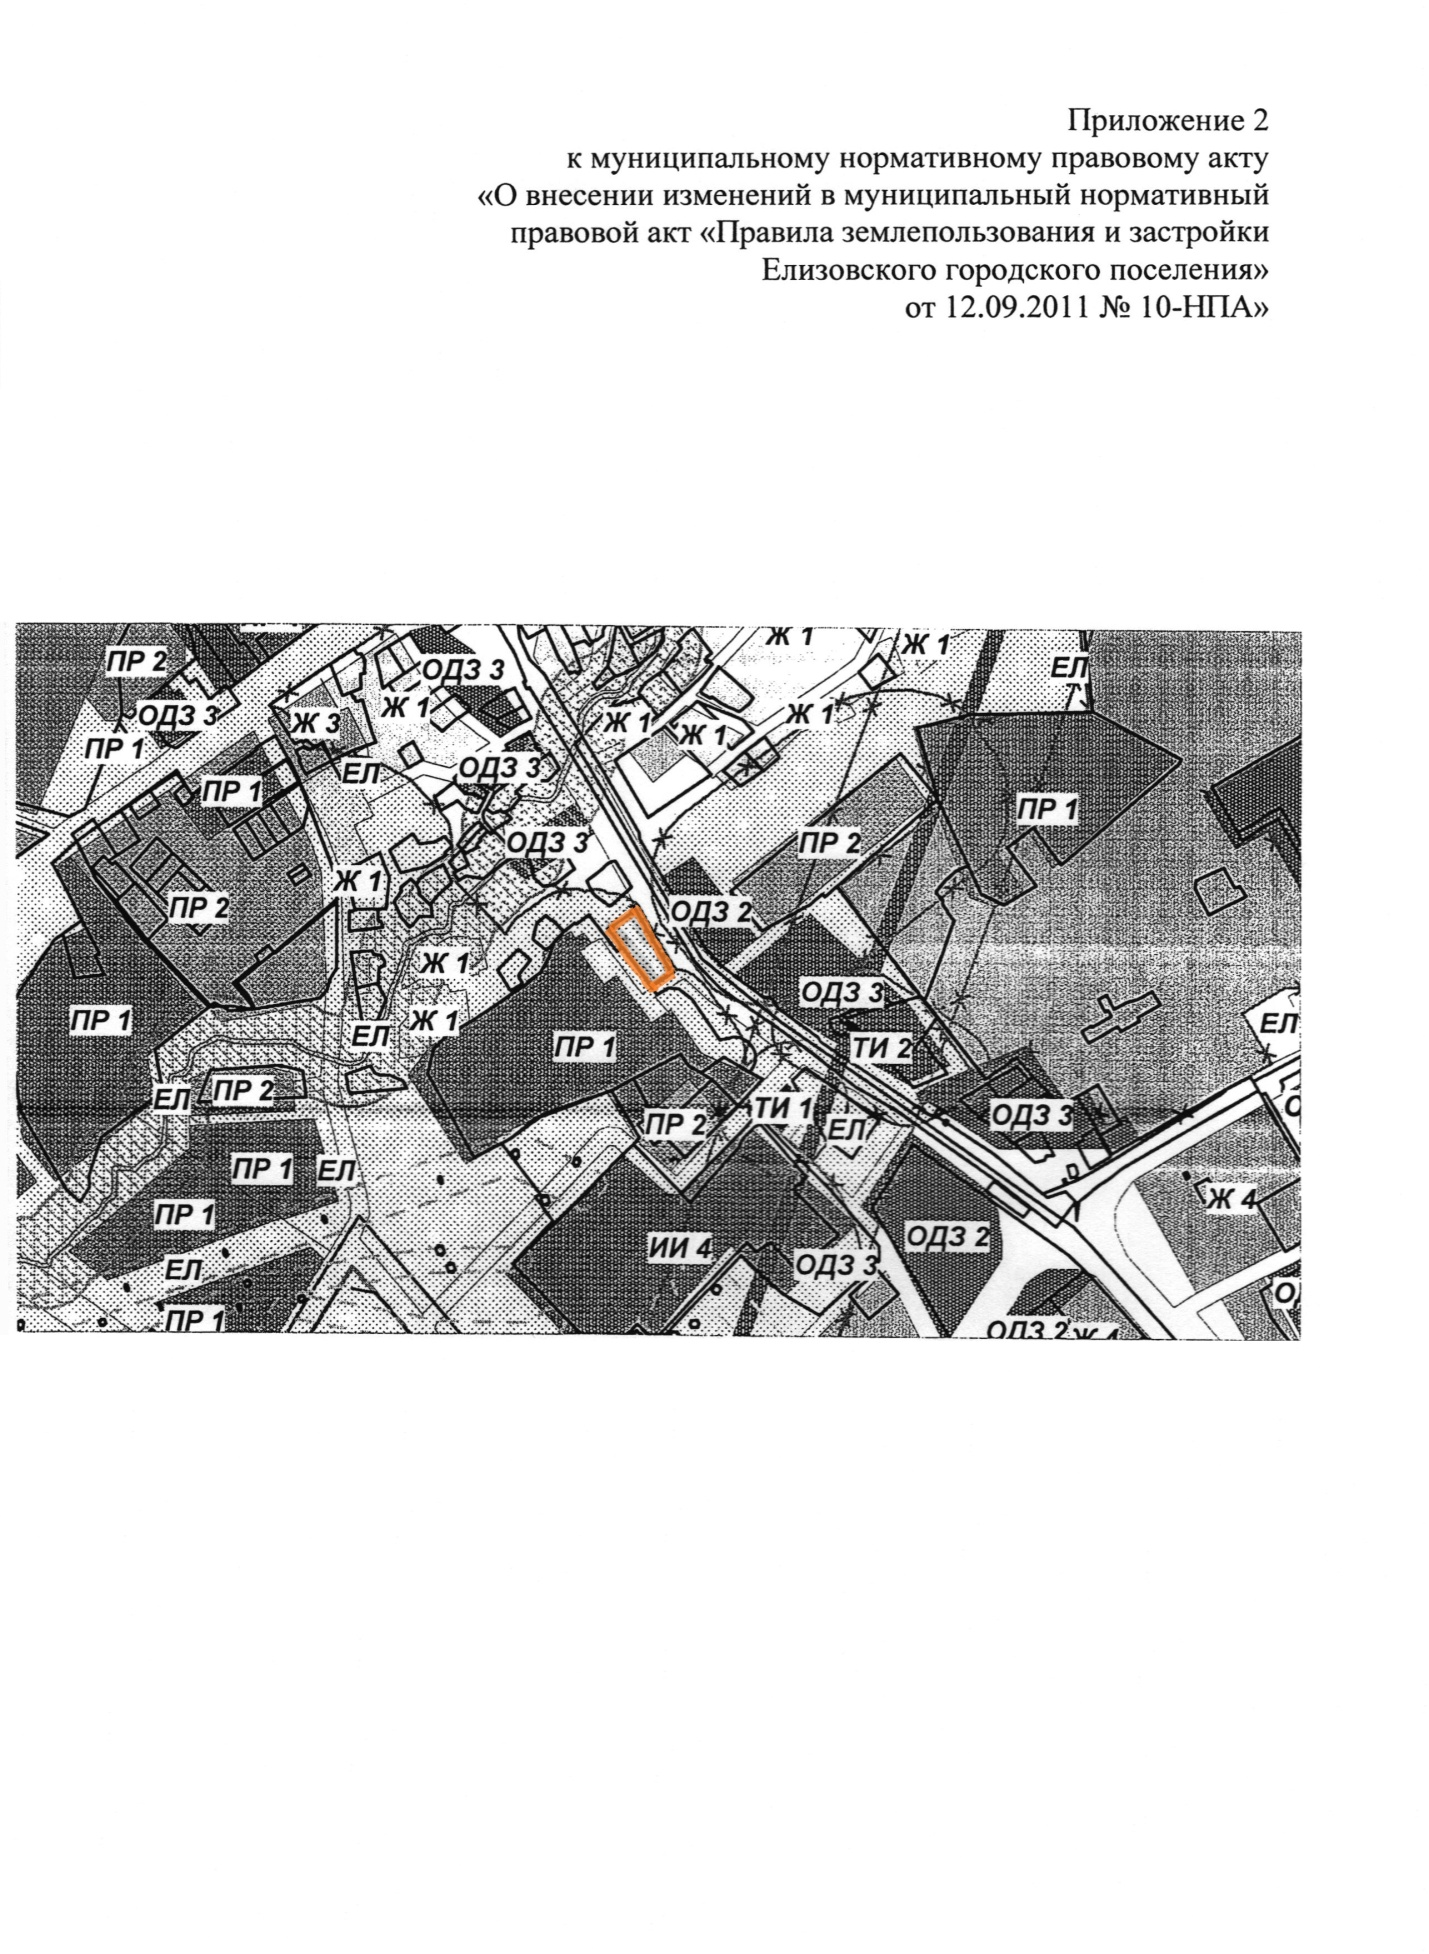 Приложение 2
к муниципальному нормативному правовому акту
«О внесении изменений в муниципальный нормативный
правовой акт «Правила землепользования и застройки
Елизовского городского поселения»
от 12.09.2011 № 10-НПА»
Ж 1
Ж 1
ПР 2
ОДЗ 3
ЕЛ
ОДЗ 3
Ж 3
Ж 1
Ж 1
Ж 1
Ж 1
ПР 1
ЕЛ
ОДЗ 3
ПР 1
ПР 1
ОДЗ 3
ПР 2
Ж 1
ПР 2
ОДЗ 2
Ж 1
ОДЗ 3
ПР 1
Ж 1
ЕЛ
ЕЛ
ПР 1
ТИ 2
ЕЛ
ПР 2
ТИ 1
ОДЗ 3
ПР 2
ЕЛ
ПР 1
ЕЛ
Ж 4
ПР 1
ИИ 4
ОДЗ 2
ЕЛ
ОДЗ 3
ПР 1
ОДЗ 2
Ж 4